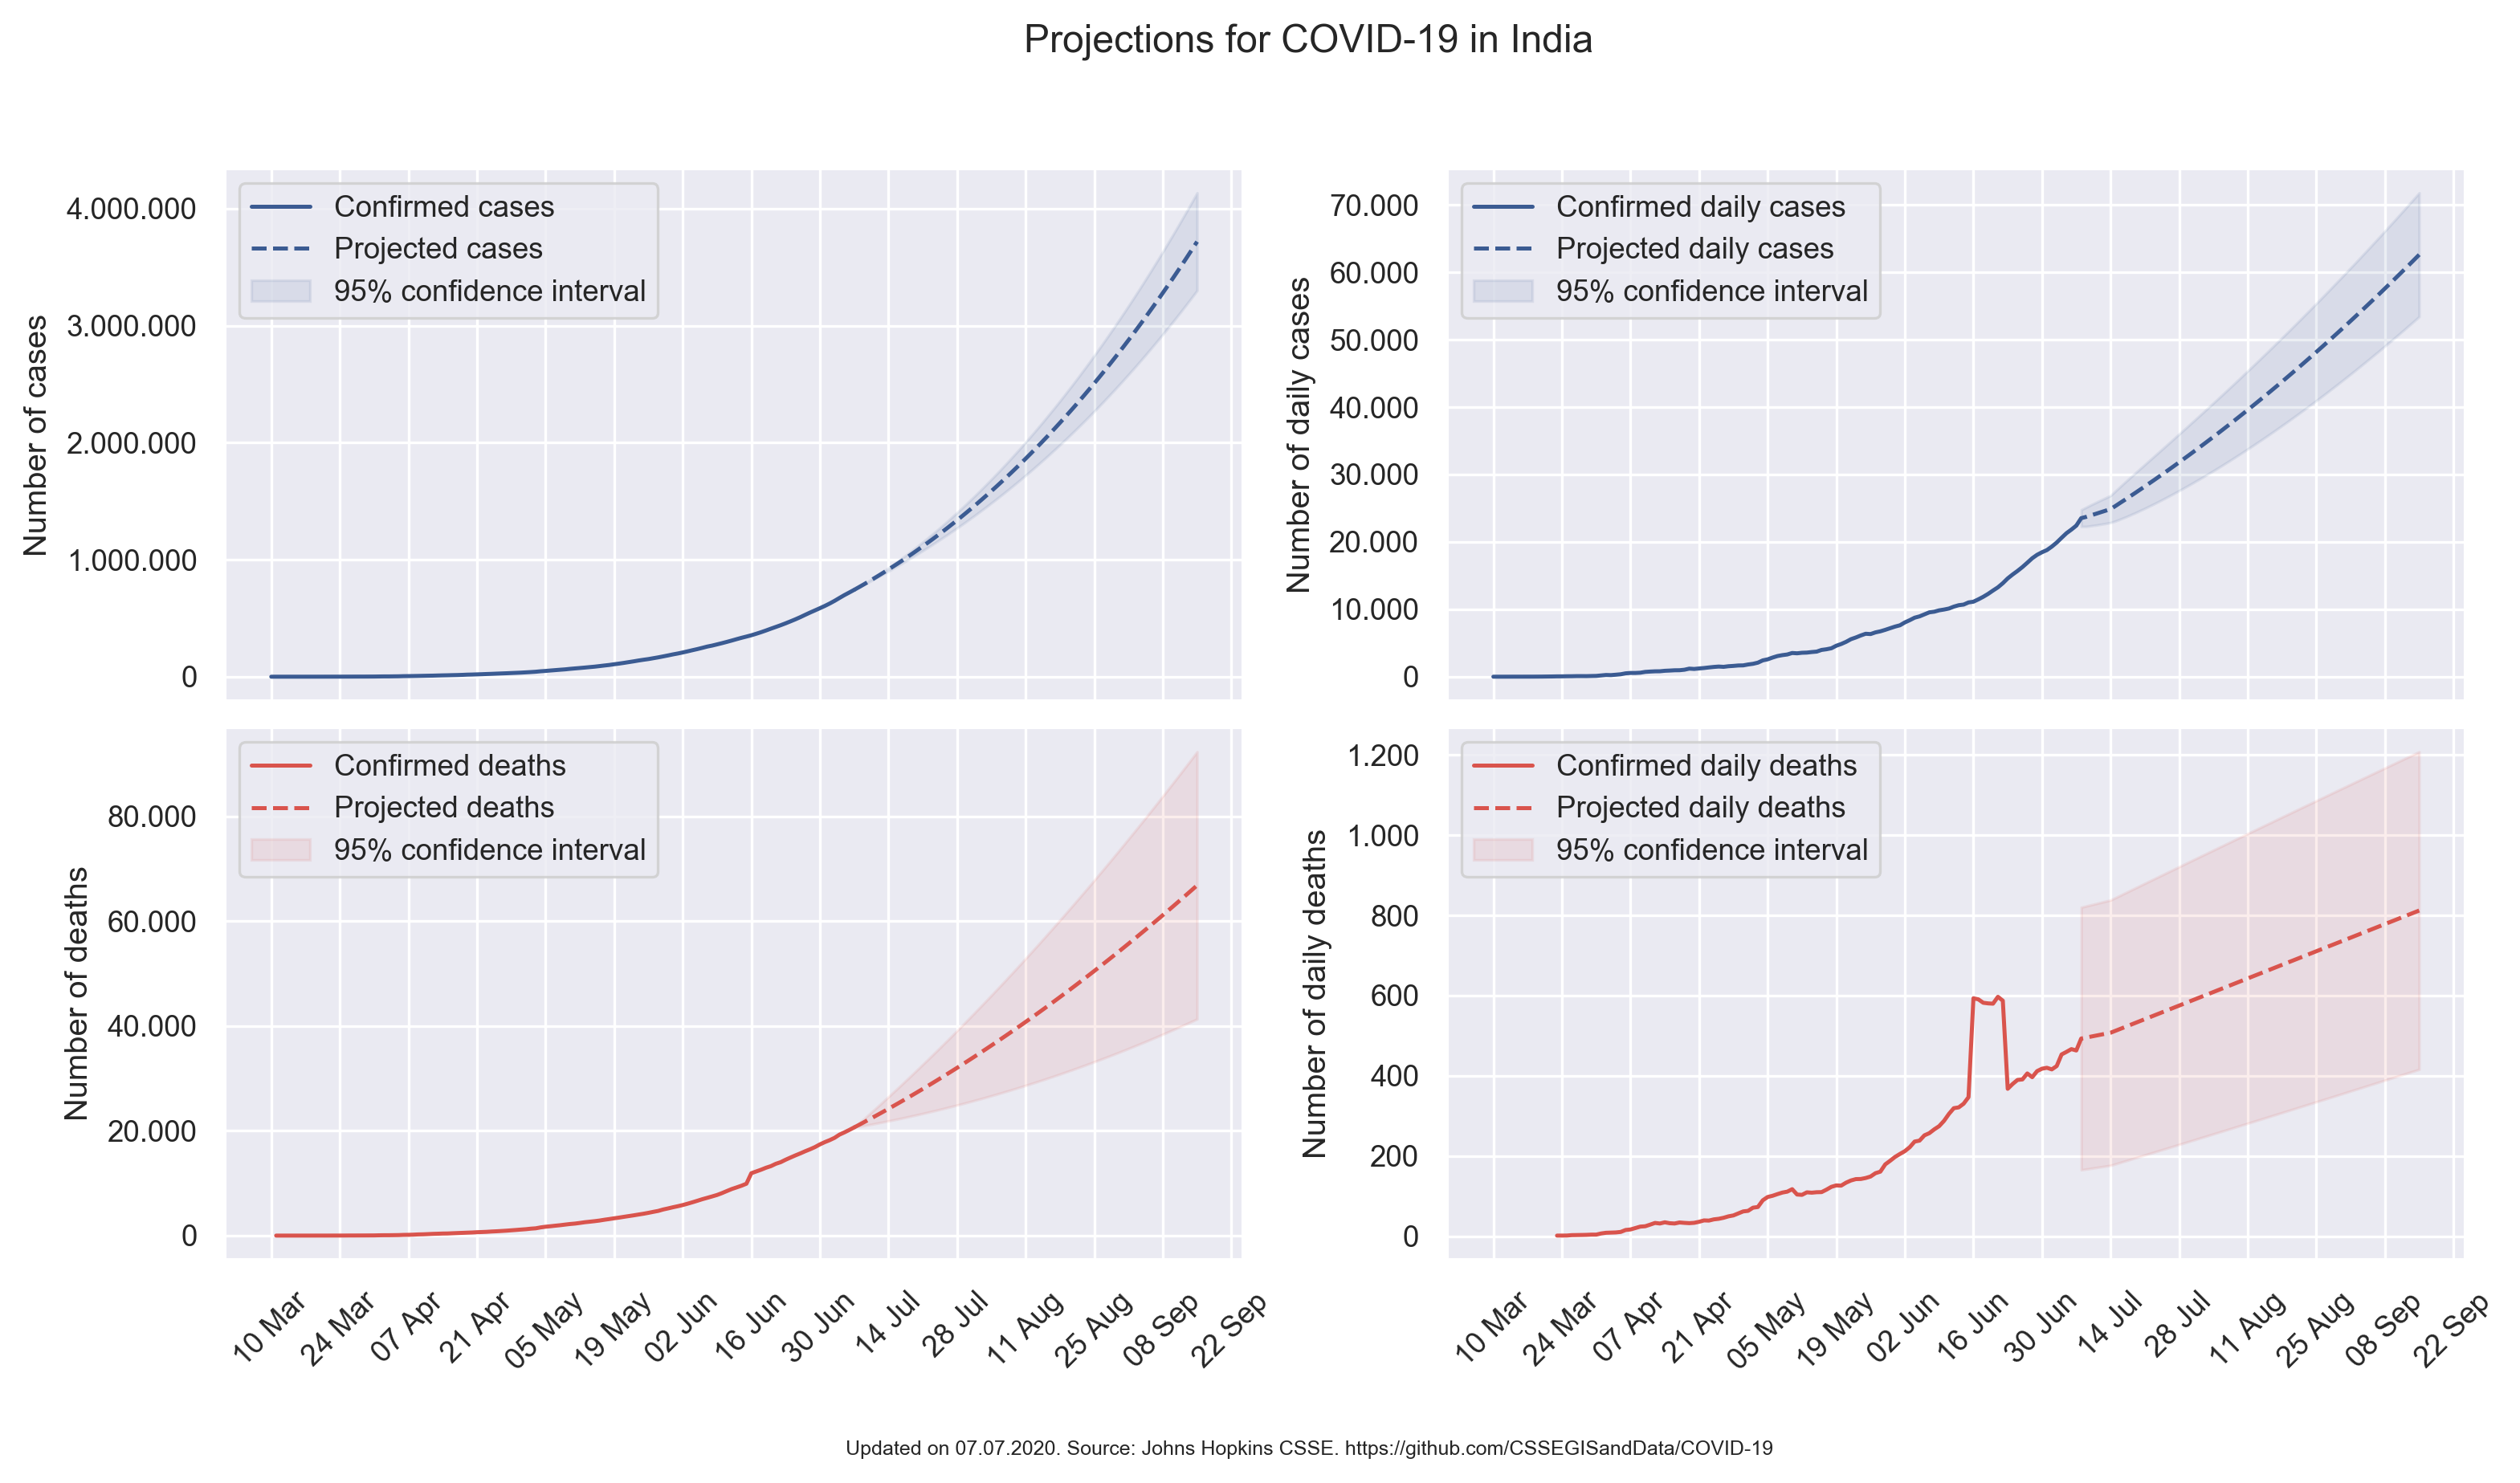 Projections for COVID-19 in India
Number of cases
4.000.000
3.000.000
2.000.000
1.000.000
0
Confirmed cases
Projected cases
95% confidence interval
Number of daily cases
70.000
60.000
50.000
40.000
30.000
20.000
10.000
0
Confirmed daily cases
Projected daily cases
95% confidence interval
Number of deaths
80.000
60.000
40.000
20.000
0
Confirmed deaths
Projected deaths
95% confidence interval
10 Mar
24 Mar
07 Apr
21 Apr
05 May
19 May
02 Jun
16 Jun
30 Jun
14 Jul
28 Jul
11 Aug
25 Aug
08 Sep
22 Sep
Number of daily deaths
1.200
1.000
800
600
400
200
0
Confirmed daily deaths
Projected daily deaths
95% confidence interval
10 Mar
24 Mar
07 Apr
21 Apr
05 May
19 May
02 Jun
16 Jun
30 Jun
14 Jul
28 Jul
11 Aug
25 Aug
08 Sep
22 Sep
Updated on 07.07.2020. Source: Johns Hopkins CSSE. https://github.com/CSSEGISandData/COVID-19